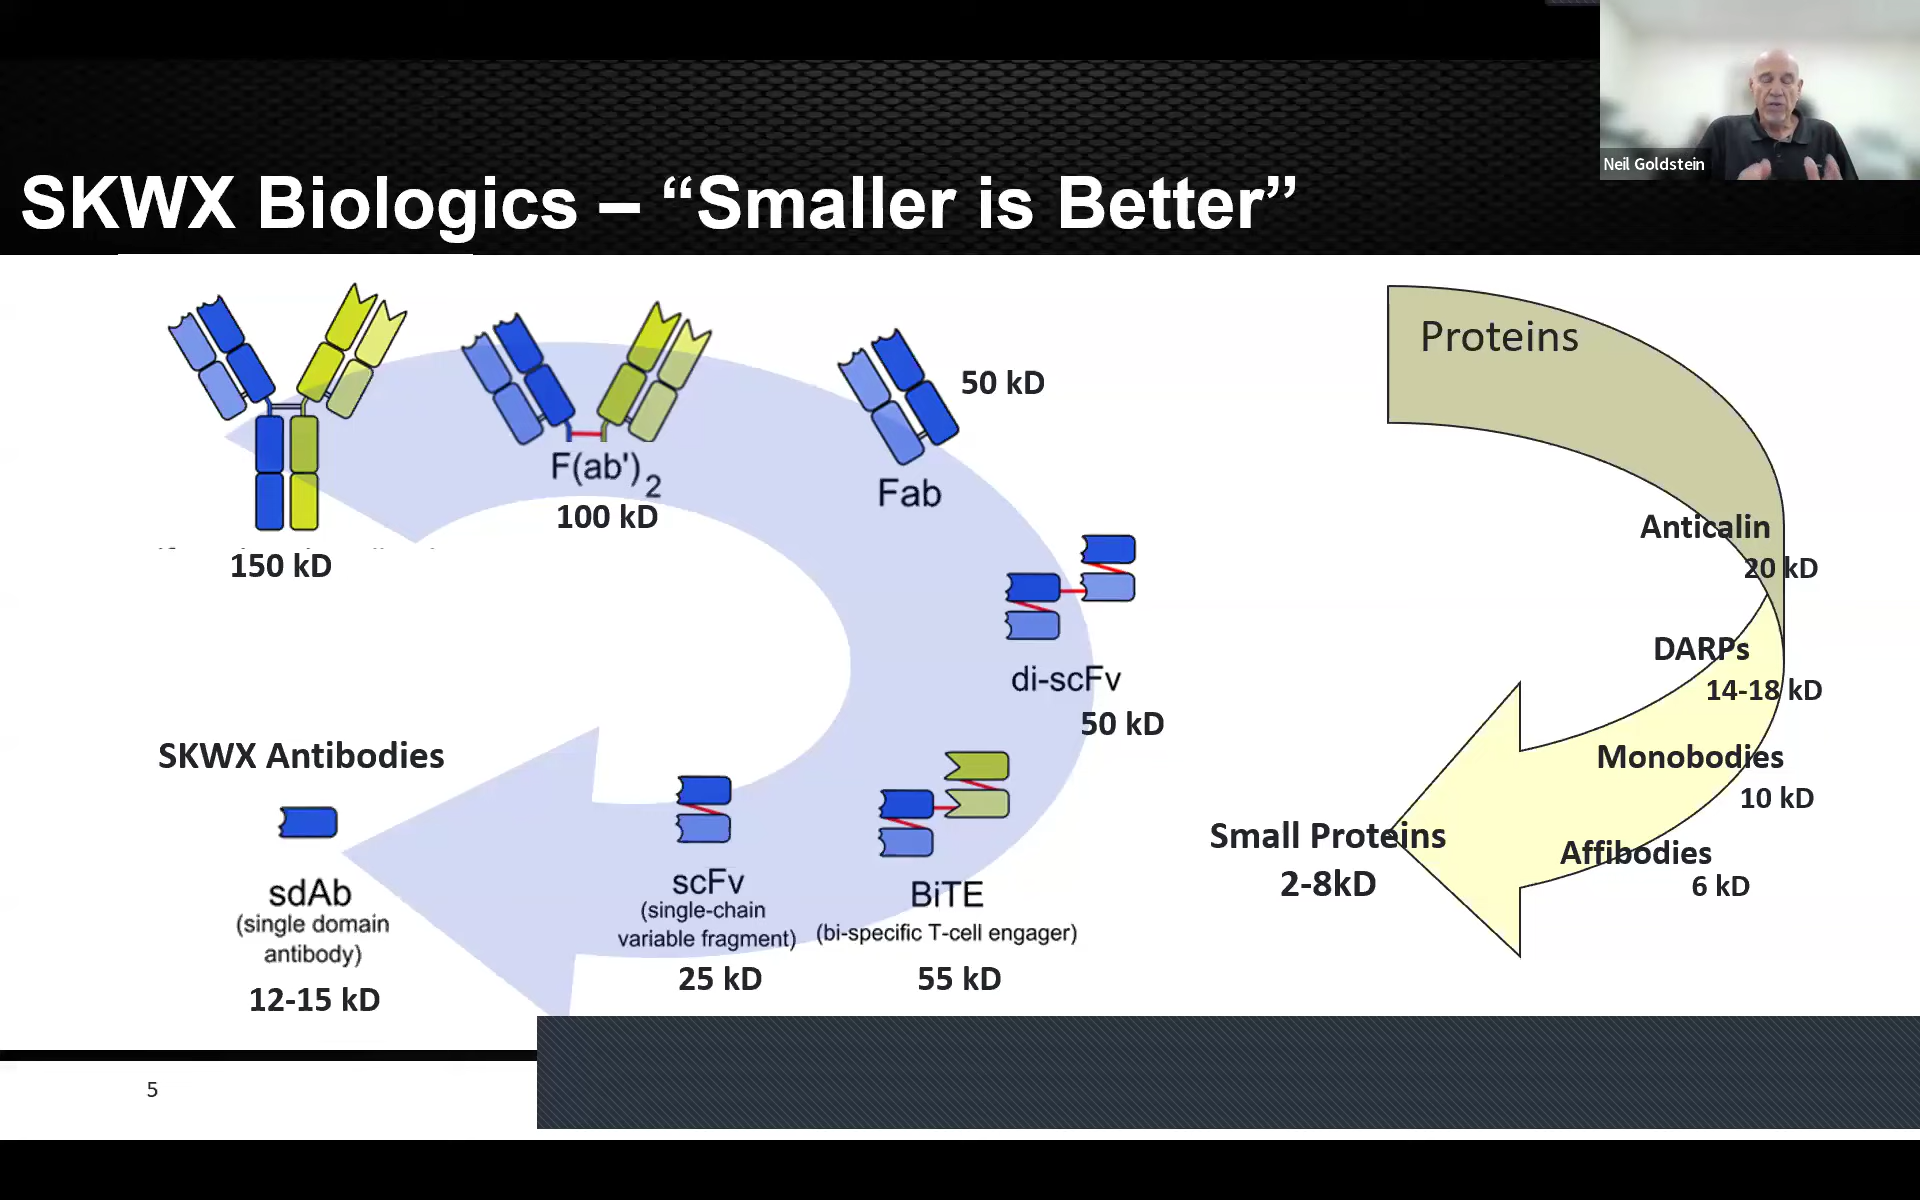 Neil Goldstein
SKWX Biologics – “Smaller is Better”
150 kD
F(ab')2
100 kD
50 kD
Fab
di-scFv
50 kD
BiTE
(bi-specific T-cell engager)
55 kD
scFv
(single-chain
variable fragment)
25 kD
SKWX Antibodies
sdAb
(single domain
antibody)
12-15 kD
Proteins
Anticalin
20 kD
DARPs
14-18 kD
Monobodies
10 kD
Affibodies
6 kD
Small Proteins
2-8kD
5